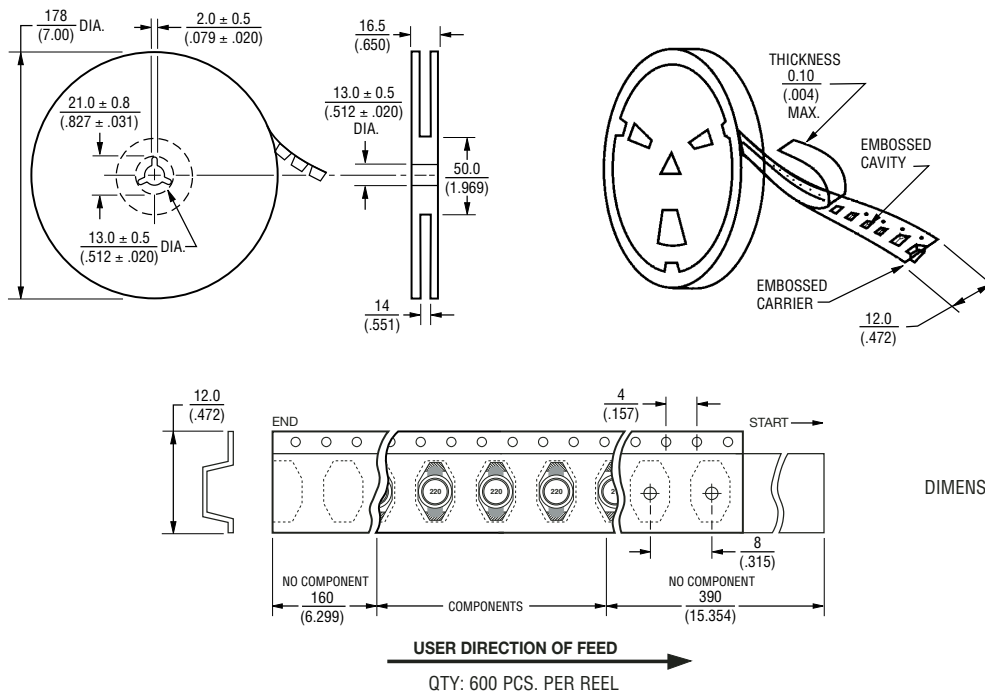 178
(7.00) DIA.
2.0 ± 0.5
(.079 ± .020)
21.0 ± 0.8
(.827 ± .031)
13.0 ± 0.5
(.512 ± .020) DIA.
16.5
(.650)
13.0 ± 0.5
(.512 ± .020)
DIA.
50.0
(1.969)
14
(.551)
THICKNESS
0.10
(.004)
MAX.
EMBOSSED
CAVITY
EMBOSSED
CARRIER
12.0
(.472)
12.0
(.472)
END
4
(.157)
START
220
220
220
2
DIMENS
8
(.315)
NO COMPONENT
160
(6.299)
COMPONENTS
NO COMPONENT
390
(15.354)
USER DIRECTION OF FEED
QTY: 600 PCS. PER REEL